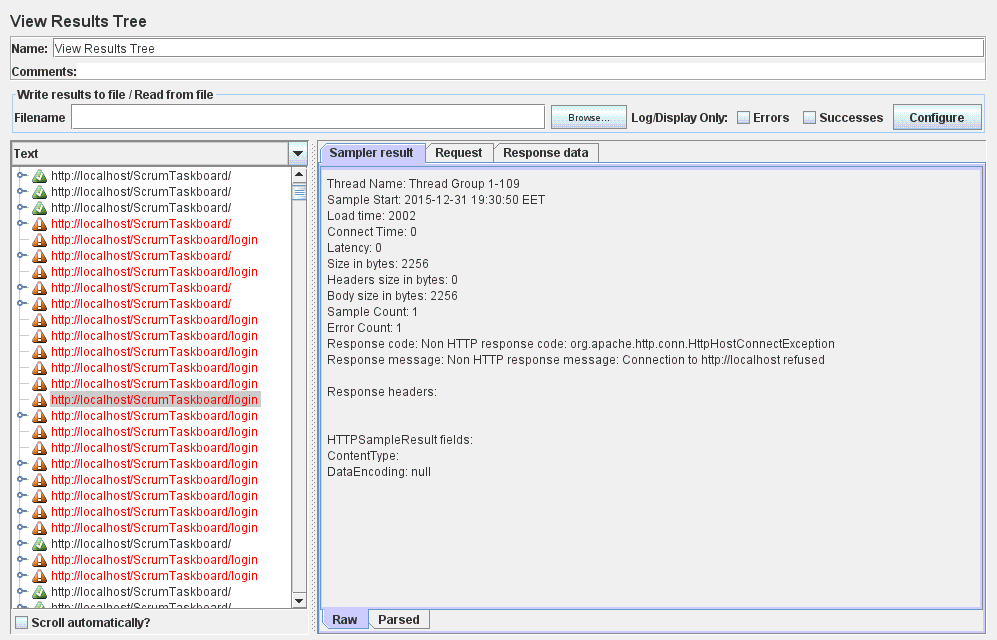 View Results Tree
Name: View Results Tree
Comments:
Write results to file / Read from file
Filename Browse... Log/Display Only: Errors Successes Configure
Text
http://localhost/ScrumTaskboard/
http://localhost/ScrumTaskboard/
http://localhost/ScrumTaskboard/
http://localhost/ScrumTaskboard/
http://localhost/ScrumTaskboard/login
http://localhost/ScrumTaskboard/
http://localhost/ScrumTaskboard/login
http://localhost/ScrumTaskboard/
http://localhost/ScrumTaskboard/
http://localhost/ScrumTaskboard/login
http://localhost/ScrumTaskboard/login
http://localhost/ScrumTaskboard/login
http://localhost/ScrumTaskboard/login
http://localhost/ScrumTaskboard/login
http://localhost/ScrumTaskboard/login
http://localhost/ScrumTaskboard/login
http://localhost/ScrumTaskboard/login
http://localhost/ScrumTaskboard/login
http://localhost/ScrumTaskboard/login
http://localhost/ScrumTaskboard/login
http://localhost/ScrumTaskboard/login
http://localhost/ScrumTaskboard/login
http://localhost/ScrumTaskboard/login
http://localhost/ScrumTaskboard/
http://localhost/ScrumTaskboard/login
http://localhost/ScrumTaskboard/login
http://localhost/ScrumTaskboard/
http://localhost/ScrumTaskboard/
Scroll automatically?
Sampler result Request Response data
Thread Name: Thread Group 1-109
Sample Start: 2015-12-31 19:30:50 EET
Load time: 2002
Connect Time: 0
Latency: 0
Size in bytes: 2256
Headers size in bytes: 0
Body size in bytes: 2256
Sample Count: 1
Error Count: 1
Response code: Non HTTP response code: org.apache.http.conn.HttpHostConnectException
Response message: Non HTTP response message: Connection to http://localhost refused
Response headers:
HTTPSampleResult fields:
ContentType:
DataEncoding: null
Raw Parsed